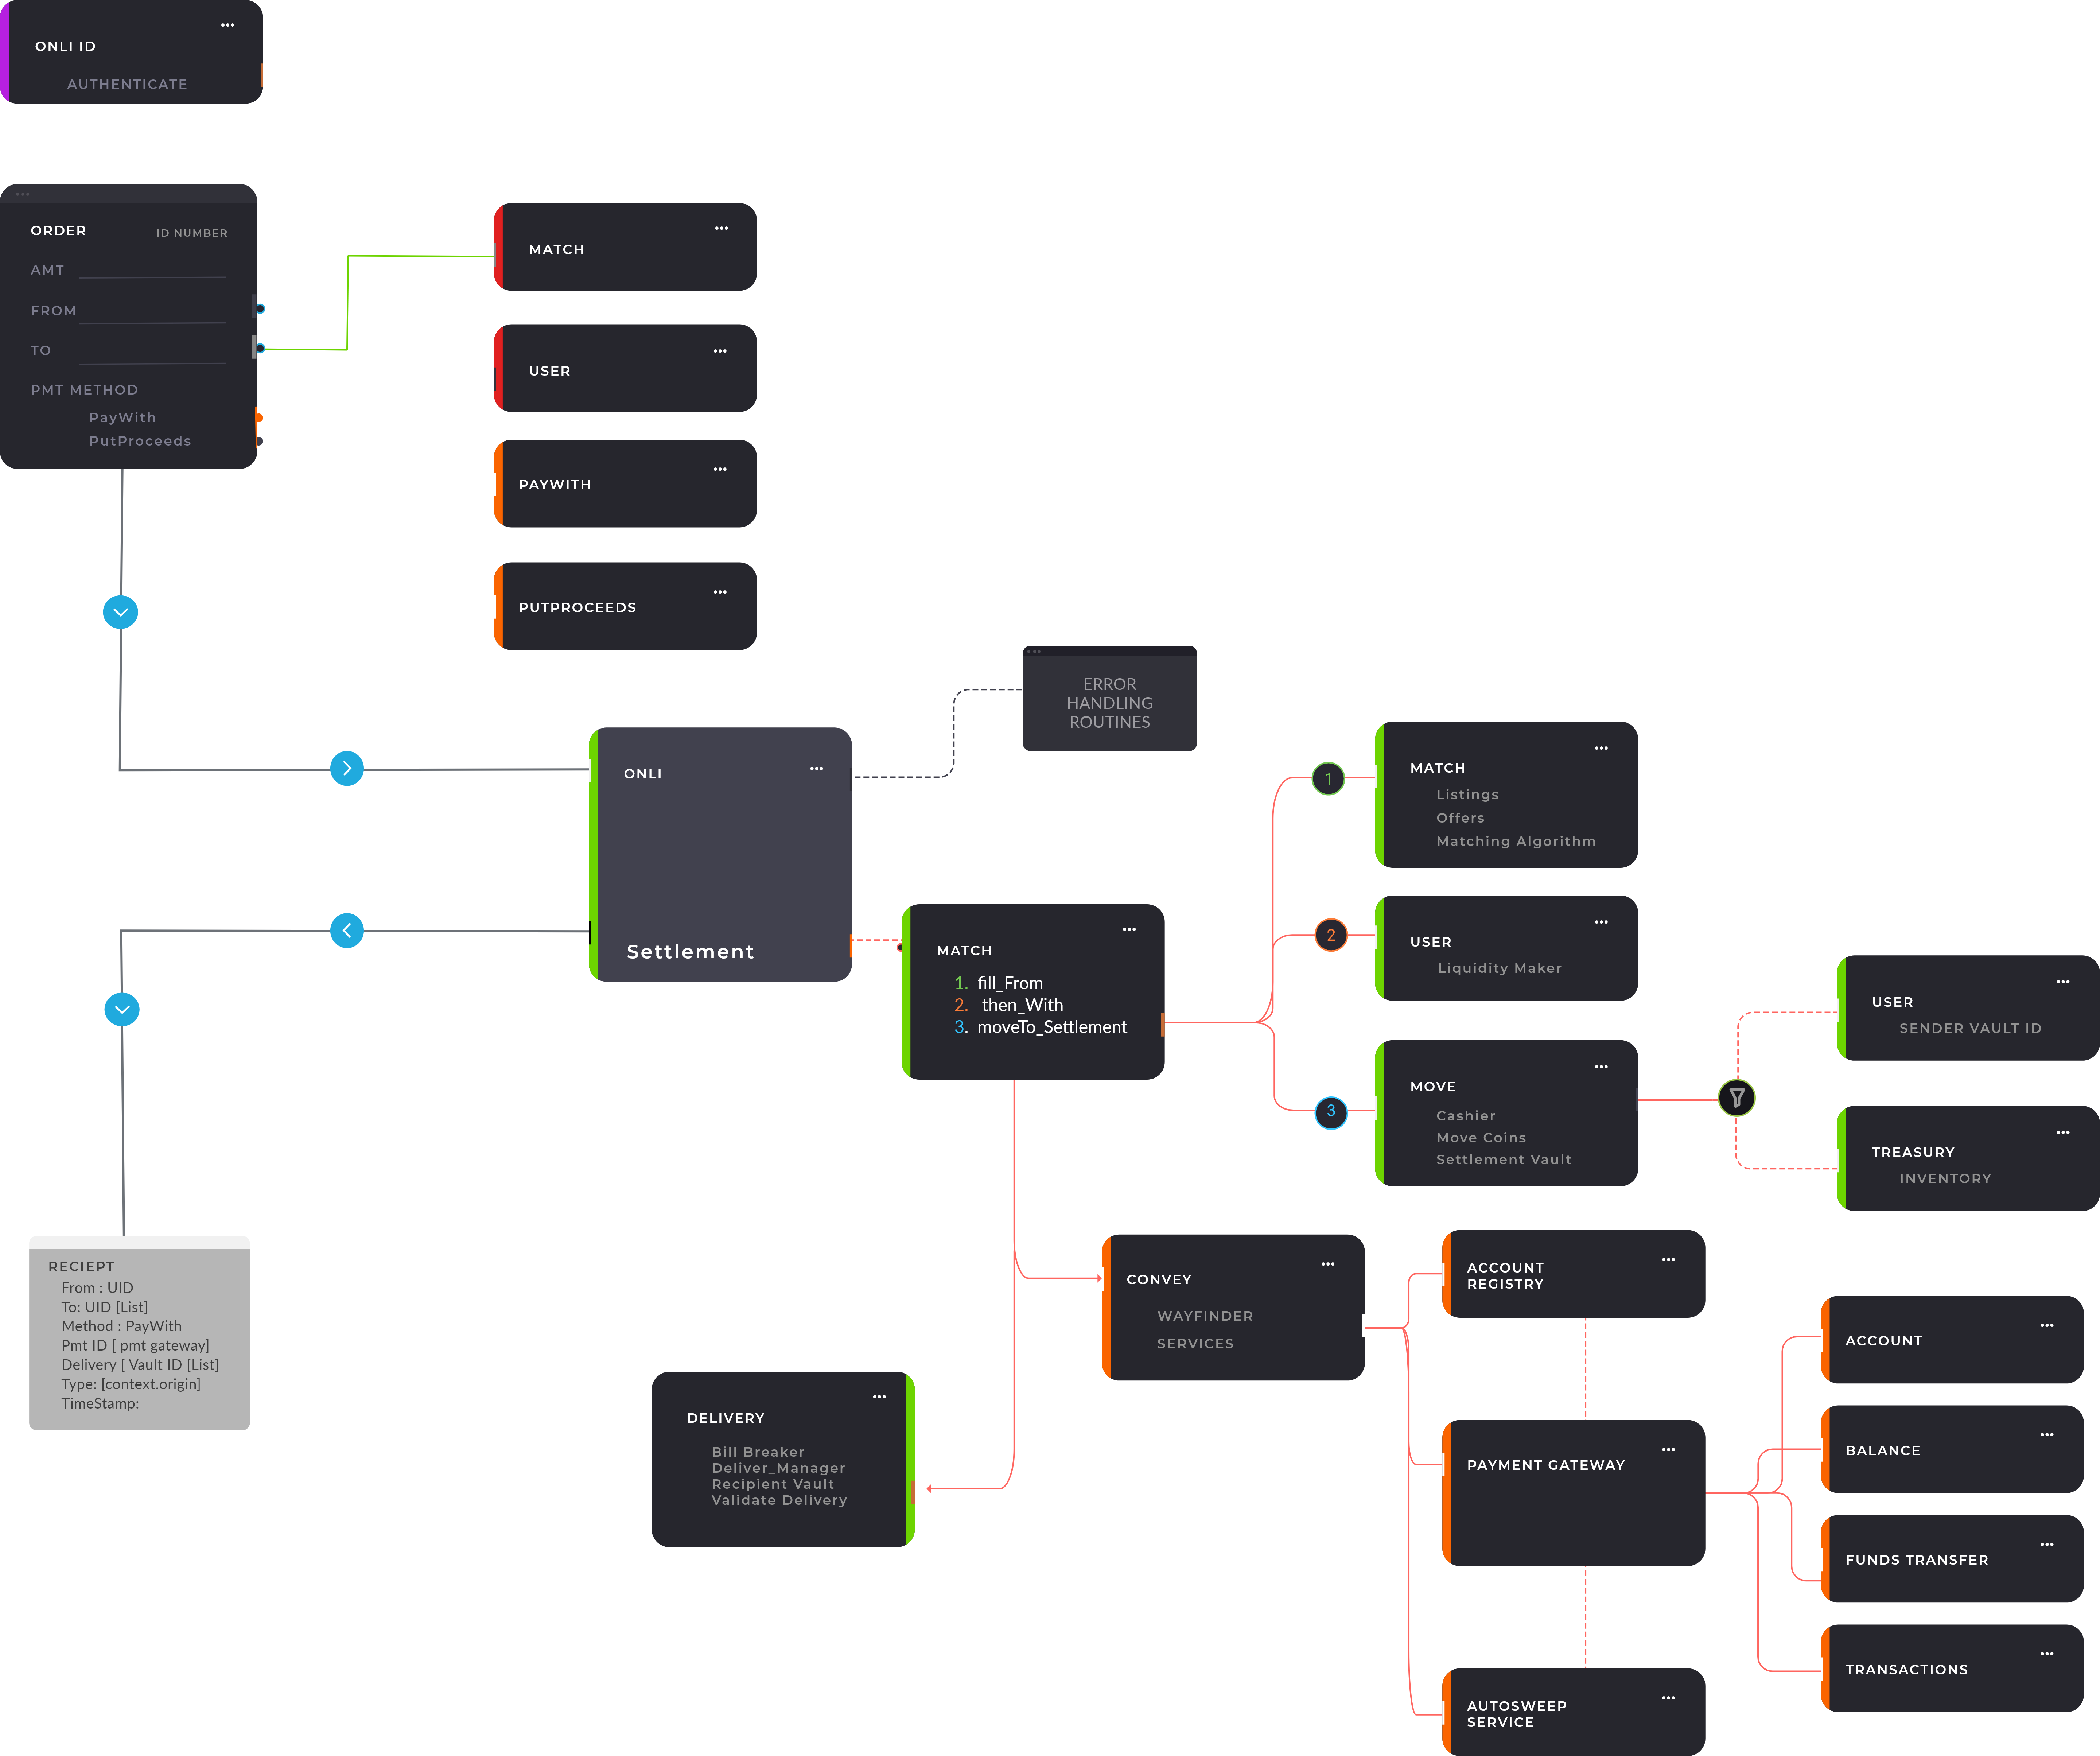 ONLI ID
AUTHENTICATE
ORDER
ID NUMBER
AMT
FROM
TO
PMT METHOD
PayWith
PutProceeds
MATCH
USER
PAYWITH
PUTPROCEEDS
ERROR
HANDLING
ROUTINES
ONLI
Settlement
MATCH
1. fill_From
2. then_With
3. moveTo_Settlement
1
MATCH
Listings
Offers
Matching Algorithm
2
USER
Liquidity Maker
3
MOVE
Cashier
Move Coins
Settlement Vault
USER
SENDER VAULT ID
TREASURY
INVENTORY
RECIEPT
From : UID
To: UID [List]
Method : PayWith
Pmt ID [ pmt gateway]
Delivery [ Vault ID [List]
Type: [context.origin]
TimeStamp:
DELIVERY
Bill Breaker
Deliver_Manager
Recipient Vault
Validate Delivery
CONVEY
WAYFINDER
SERVICES
ACCOUNT
REGISTRY
PAYMENT GATEWAY
AUTOSWEEP
SERVICE
ACCOUNT
BALANCE
FUNDS TRANSFER
TRANSACTIONS